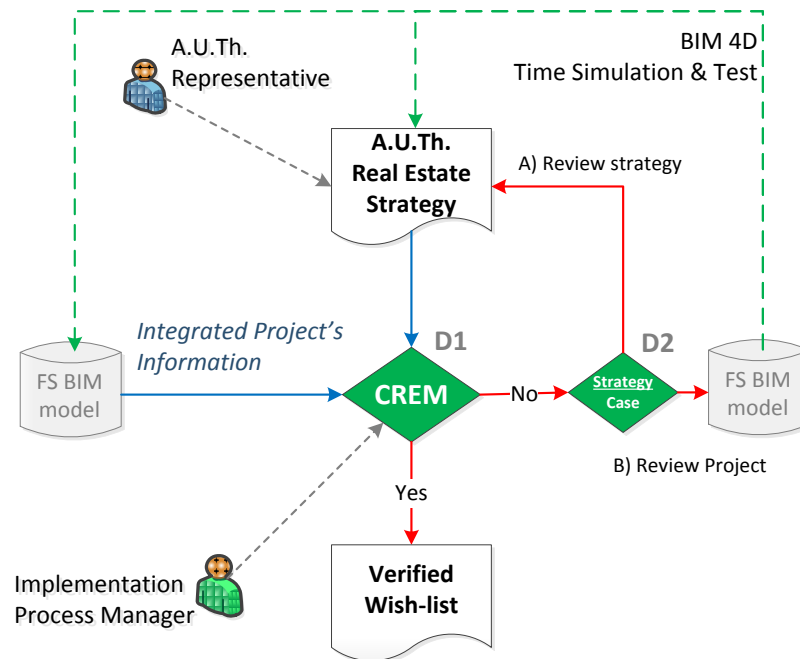 A.U.Th.
Representative
BIM 4D
Time Simulation & Test
A.U.Th.
Real Estate
Strategy
A) Review strategy
Integrated Project's
Information
D1
D2
FS BIM
model
CREM
No
Strategy
Case
FS BIM
model
B) Review Project
Yes
Implementation
Process Manager
Verified
Wish-list